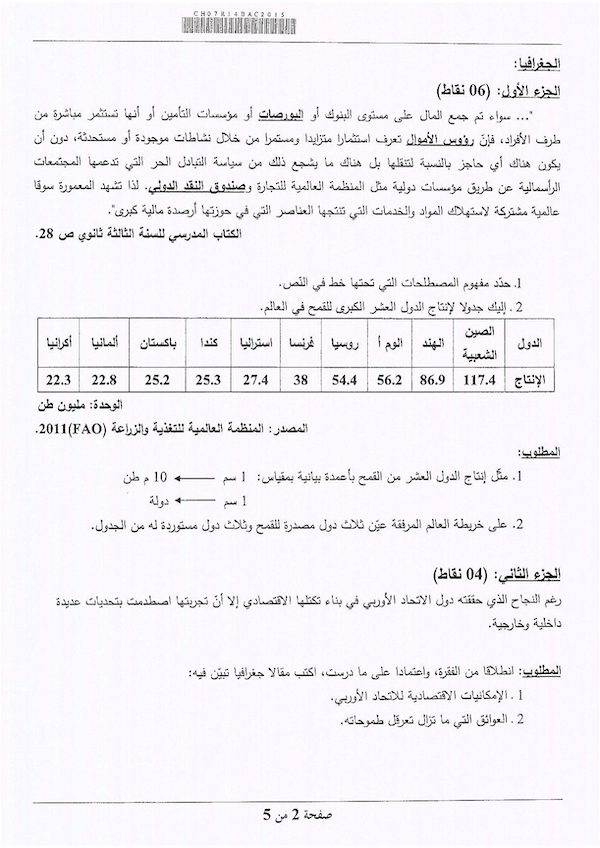 CH07R14BAC2015
الجغرافيا:
الجزء الأول: (06 نقاط)
"... سواء تم جمع المال على مستوى البنوك أو البورصات أو مؤسسات التأمين أو أنها تستثمر مباشرة من
طرف الأفراد، فإنّ رؤوس الأموال تعرف استثمارا متزايدا ومستمرا من خلال نشاطات موجودة أو مستحدثة، دون أن
يكون هناك أي حاجز بالنسبة لتنقلها بل هناك ما يشجع ذلك من سياسة التبادل الحر التي تدعمها المجتمعات
الرأسمالية عن طريق مؤسسات دولية مثل المنظمة العالمية للتجارة وصندوق النقد الدولي. لذا تشهد المعمورة سوقا
عالمية مشتركة لاستهلاك المواد والخدمات التي تنتجها العناصر التي في حوزتها أرصدة مالية كبرى".
الكتاب المدرسي للسنة الثالثة ثانوي ص 28.
1. حدّد مفهوم المصطلحات التي تحتها خط في النّص.
2. إليك جدولا لإنتاج الدول العشر الكبرى للقمح في العالم.
الدول الصين الشعبية الهند الوم أ روسيا فرنسا استراليا كندا باكستان ألمانيا أكرانيا
الإنتاج 117.4 86.9 56.2 54.4 38 27.4 25.3 25.2 22.8 22.3
الوحدة: مليون طن
المصدر: المنظمة العالمية للتغذية والزراعة (FAO)2011.
المطلوب:
1. مثّل إنتاج الدول العشر من القمح بأعمدة بيانية بمقياس: 1 سم ← 10 م طن
1 سم ← دولة
2. على خريطة العالم المرفقة عيّن ثلاث دول مصدرة للقمح وثلاث دول مستوردة له من الجدول.
الجزء الثاني: (04 نقاط)
رغم النجاح الذي حققته دول الاتحاد الأوربي في بناء تكتلها الاقتصادي إلا أنّ تجربتها اصطدمت بتحديات عديدة
داخلية وخارجية.
المطلوب: انطلاقا من الفقرة، واعتمادا على ما درست، اكتب مقالا جغرافيا تبيّن فيه:
1. الإمكانيات الاقتصادية للاتحاد الأوربي.
2. العوائق التي ما تزال تعرقل طموحاته.
صفحة 2 من 5